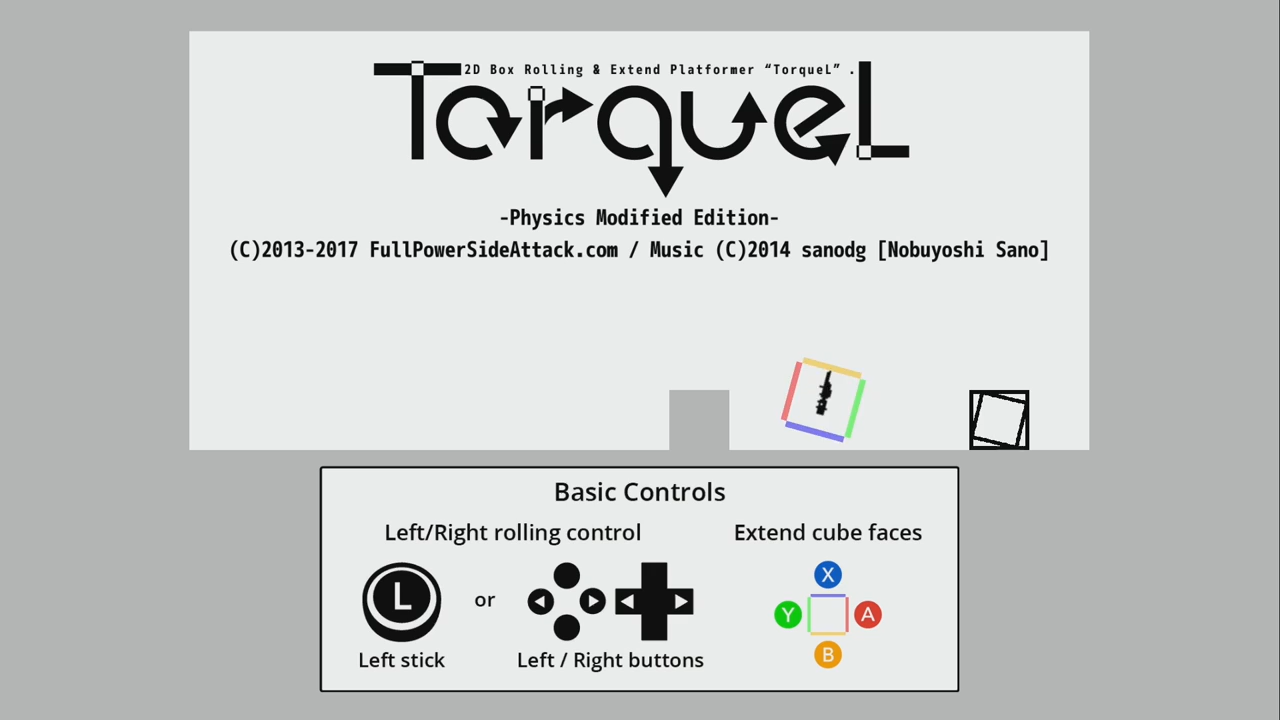 2D Box Rolling & Extend Platformer “TorqueL” .
TorqueL
-Physics Modified Edition-
(C)2013-2017 FullPowerSideAttack.com / Music (C)2014 sanodg [Nobuyoshi Sano]
Basic Controls
Left/Right rolling control
Extend cube faces
L
or
X
Y
A
B
Left stick
Left / Right buttons